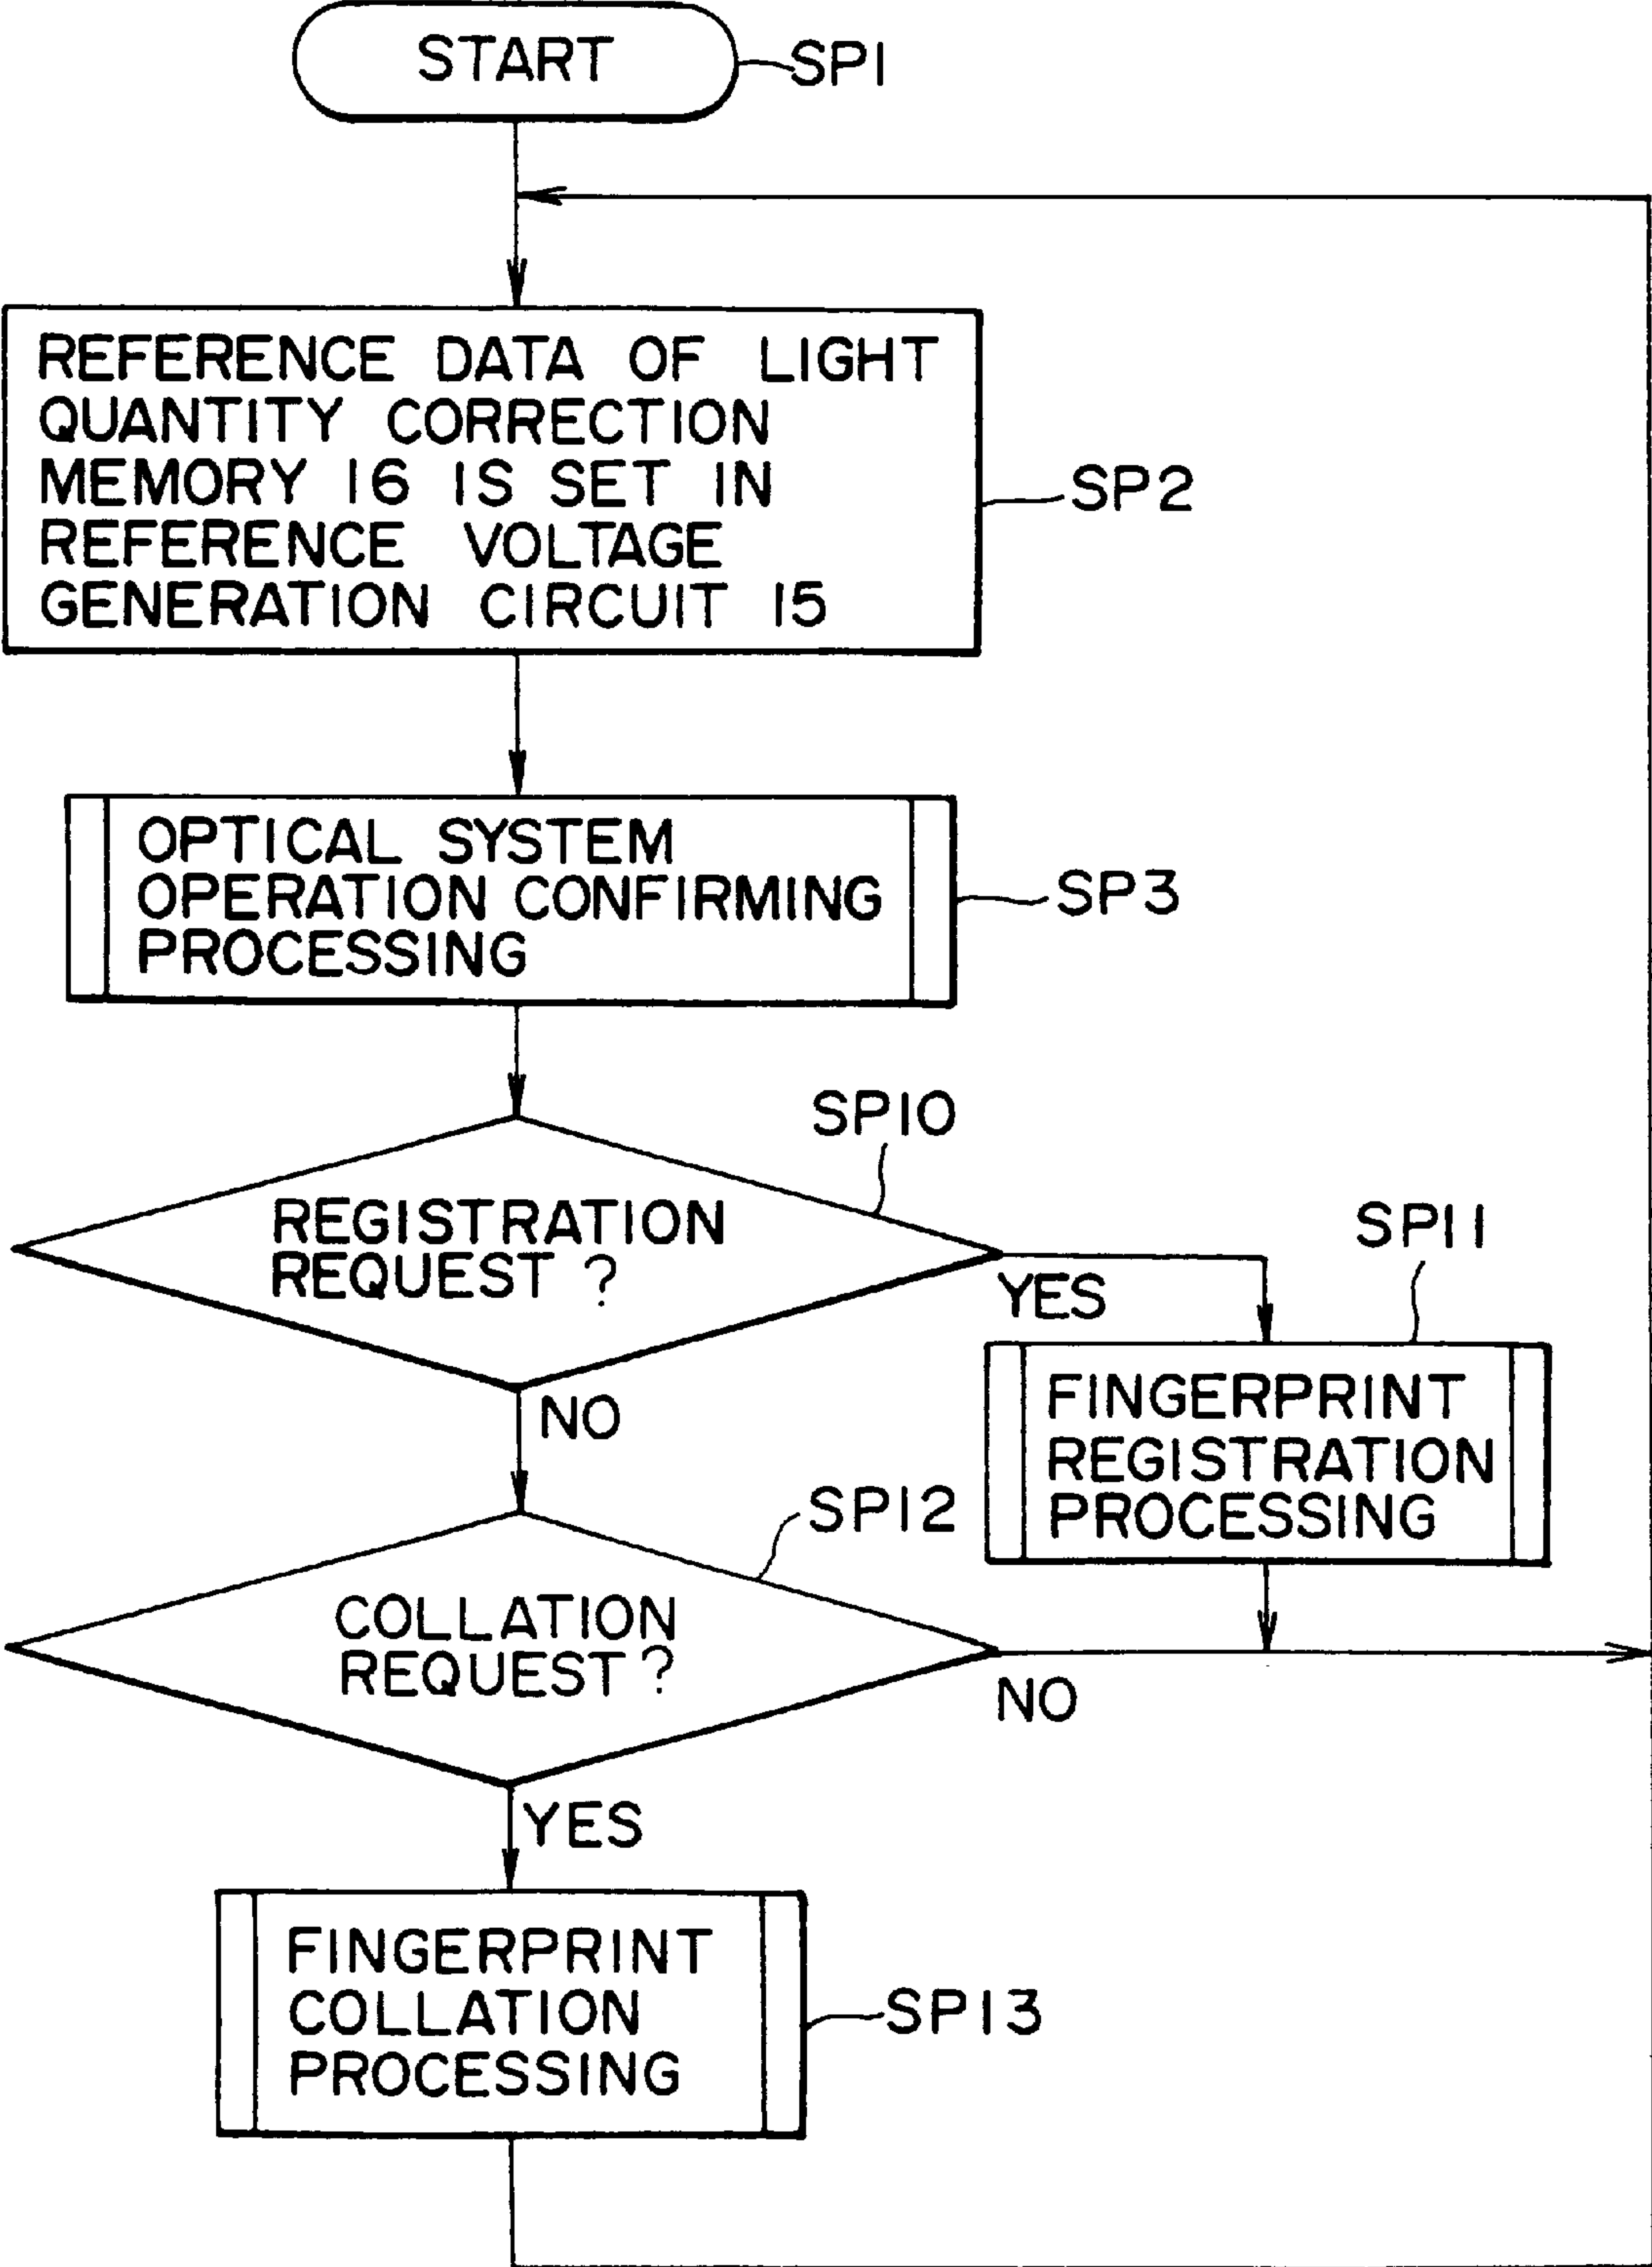 START
SP1
REFERENCE DATA OF LIGHT
QUANTITY CORRECTION
MEMORY 16 IS SET IN
REFERENCE VOLTAGE
GENERATION CIRCUIT 15
SP2
OPTICAL SYSTEM
OPERATION CONFIRMING
PROCESSING
SP3
SP10
REGISTRATION
REQUEST ?
YES
SP11
NO
FINGERPRINT
REGISTRATION
PROCESSING
SP12
COLLATION
REQUEST ?
NO
YES
FINGERPRINT
COLLATION
PROCESSING
SP13